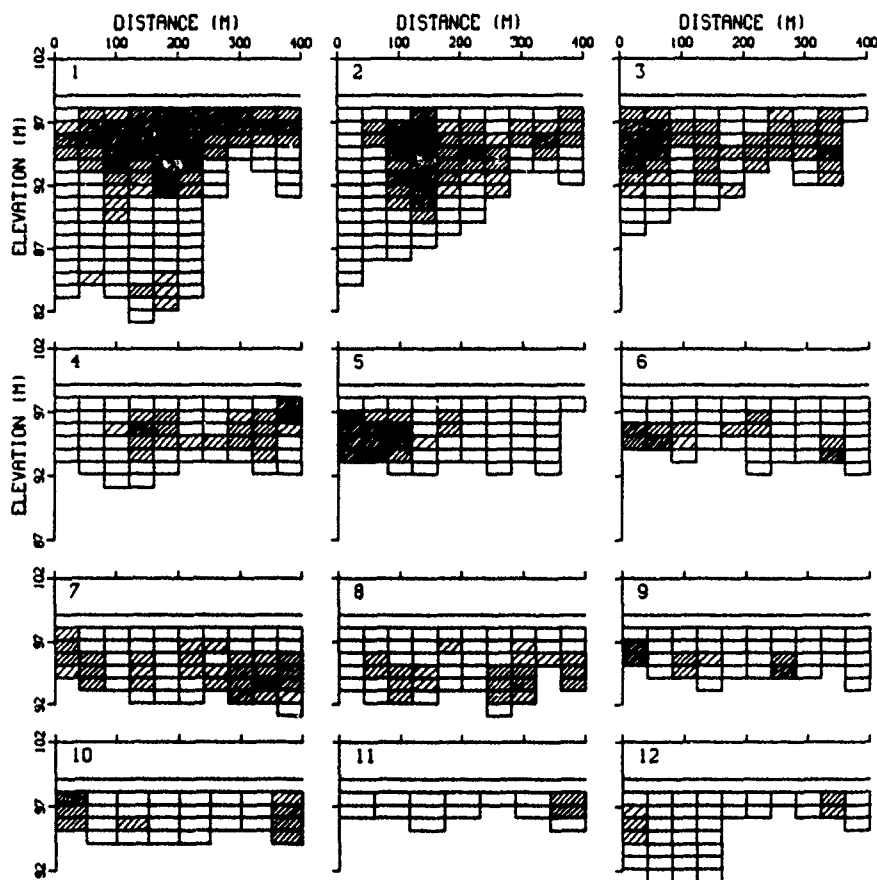 DISTANCE (M) DISTANCE (M) DISTANCE (M)
0 100 200 300 400 0 100 200 300 400 0 100 200 300 400
102 1 2 3
97
92
87
82
ELEVATION (M)
102 4 5 6
97
92
87
ELEVATION (M)
102 7 8 9
97
92
102 10 11 12
97
92